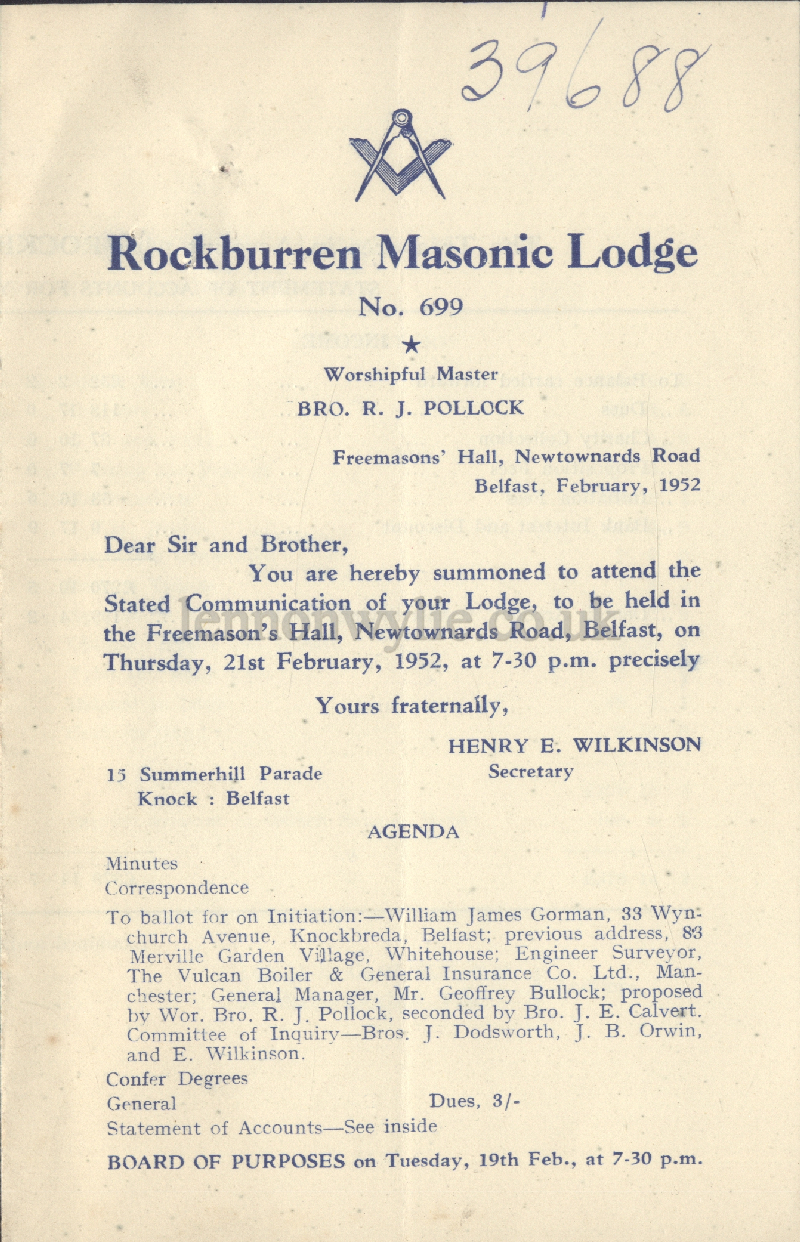 39688
Rockburren Masonic Lodge
No. 699
Worshipful Master
BRO. R. J. POLLOCK
Freemasons' Hall, Newtownards Road
Belfast, February, 1952
Dear Sir and Brother,
You are hereby summoned to attend the
Stated Communication of your Lodge, to be held in
the Freemason's Hall, Newtownards Road, Belfast, on
Thursday, 21st February, 1952, at 7-30 p.m. precisely
lennonwylie.co.uk
Yours fraternally,
HENRY E. WILKINSON
Secretary
15 Summerhill Parade
Knock : Belfast
AGENDA
Minutes
Correspondence
To ballot for on Initiation:—William James Gorman, 33 Wyn-
church Avenue, Knockbreda, Belfast; previous address, 83
Merville Garden Village, Whitehouse; Engineer Surveyor,
The Vulcan Boiler & General Insurance Co. Ltd., Man-
chester; General Manager, Mr. Geoffrey Bullock; proposed
by Wor. Bro. R. J. Pollock, seconded by Bro. J. E. Calvert.
Committee of Inquiry—Bros. J. Dodsworth, J. B. Orwin,
and E. Wilkinson.
Confer Degrees
General Dues, 3/-
Statement of Accounts—See inside
BOARD OF PURPOSES on Tuesday, 19th Feb., at 7-30 p.m.